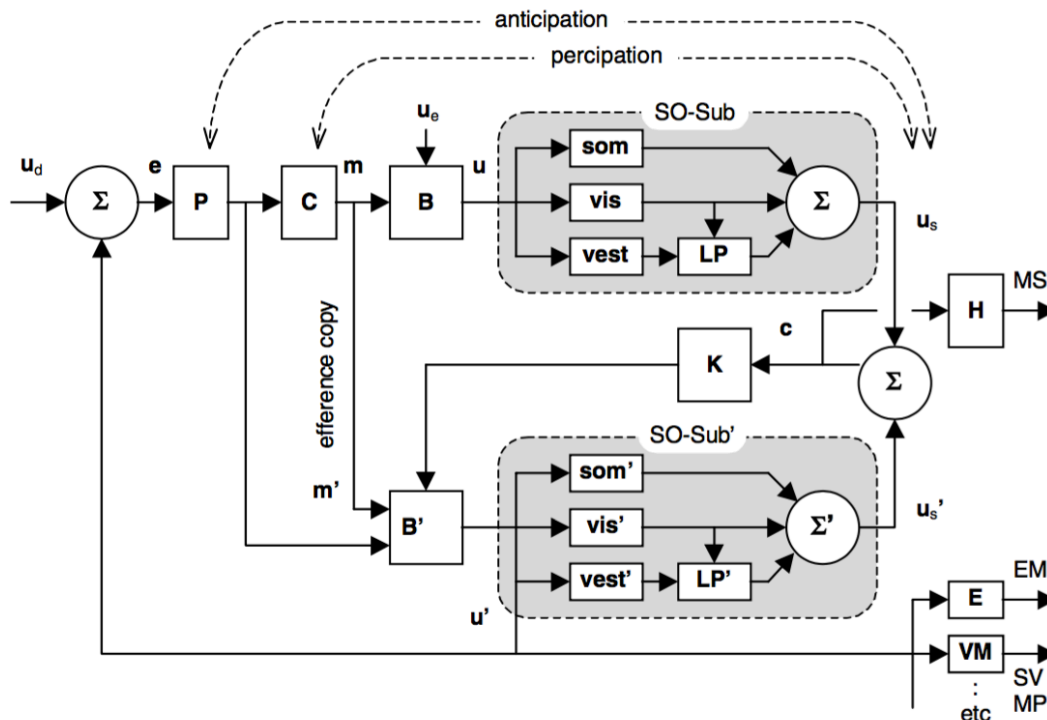 anticipation
percipation
SO-Sub
u_e
u_d
e
m
u
som
Σ
P
C
B
vis
Σ
vest
LP
u_s
MS
H
c
efference copy
K
Σ
SO-Sub'
som'
m'
u_s'
B'
vis'
Σ'
vest'
LP'
EM
E
u'
VM
SV
:
MP
etc